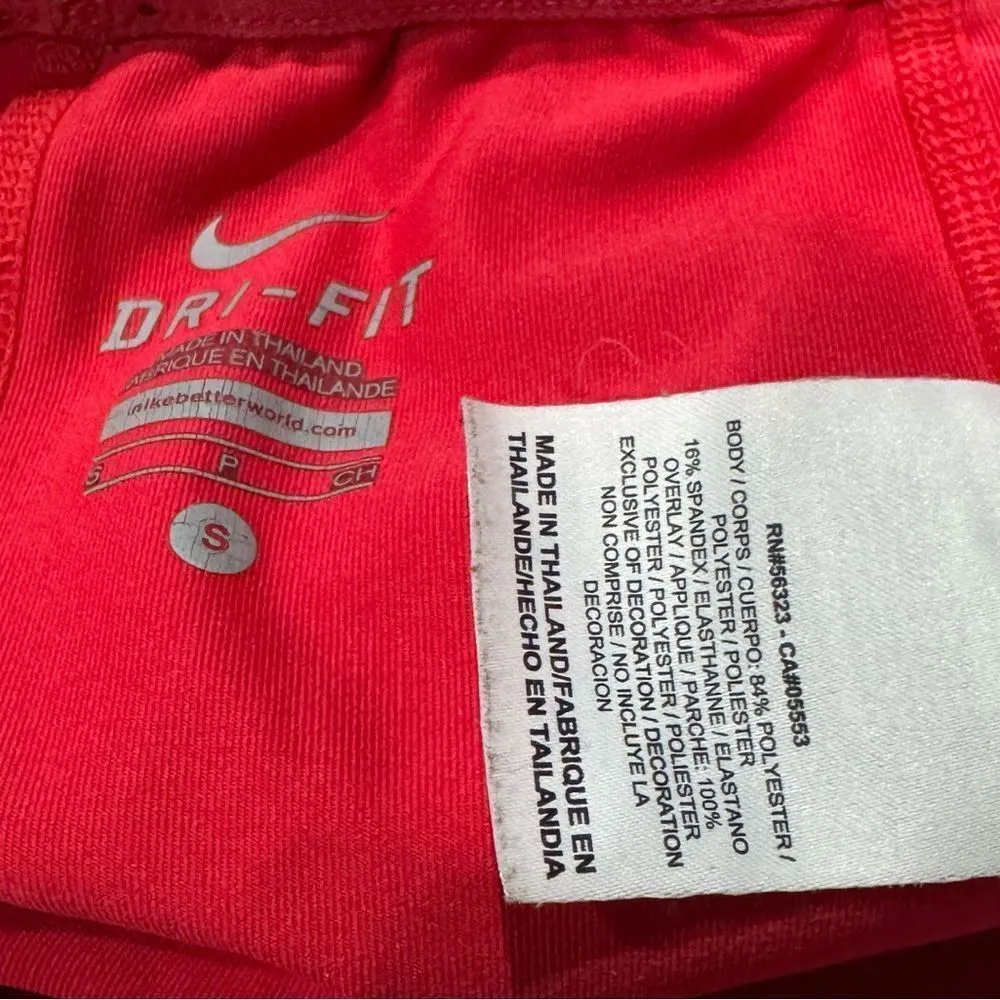 DRI-FIT
MADE IN THAILAND
FABRIQUE EN THAILANDE
nikebetterworld.com
S P CH
S
RN#56323 - CA#05553
BODY / CORPS / CUERPO: 84% POLYESTER /
POLYESTER / POLIESTER
16% SPANDEX / ELASTHANNE / ELASTANO
OVERLAY / APPLIQUE / PARCHE: 100%
POLYESTER / POLYESTER / POLIESTER
EXCLUSIVE OF DECORATION / DECORATION
NON COMPRISE / NO INCLUYE LA
DECORACION
MADE IN THAILAND/FABRIQUE EN
THAILANDE/HECHO EN TAILANDIA